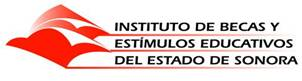 INSTITUTO DE BECAS Y
ESTÍMULOS EDUCATIVOS
DEL ESTADO DE SONORA